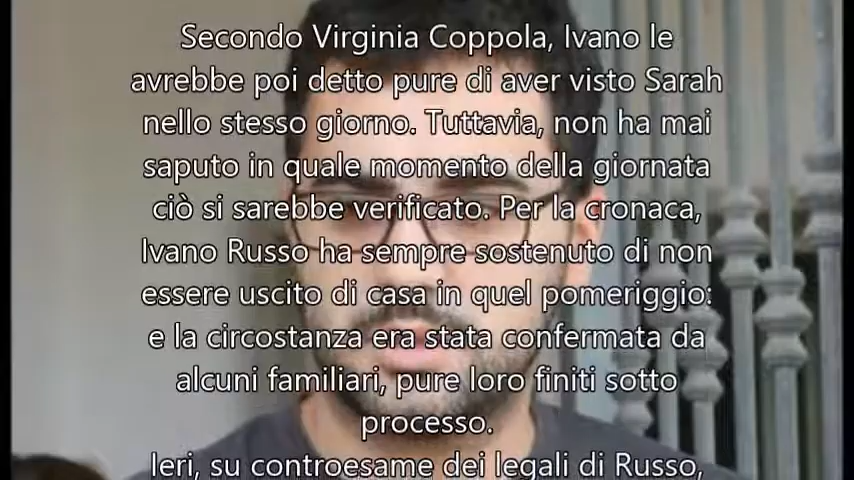 Secondo Virginia Coppola, Ivano le
avrebbe poi detto pure di aver visto Sarah
nello stesso giorno. Tuttavia, non ha mai
saputo in quale momento della giornata
ciò si sarebbe verificato. Per la cronaca,
Ivano Russo ha sempre sostenuto di non
essere uscito di casa in quel pomeriggio:
e la circostanza era stata confermata da
alcuni familiari, pure loro finiti sotto
processo.
Ieri, su controesame dei legali di Russo,